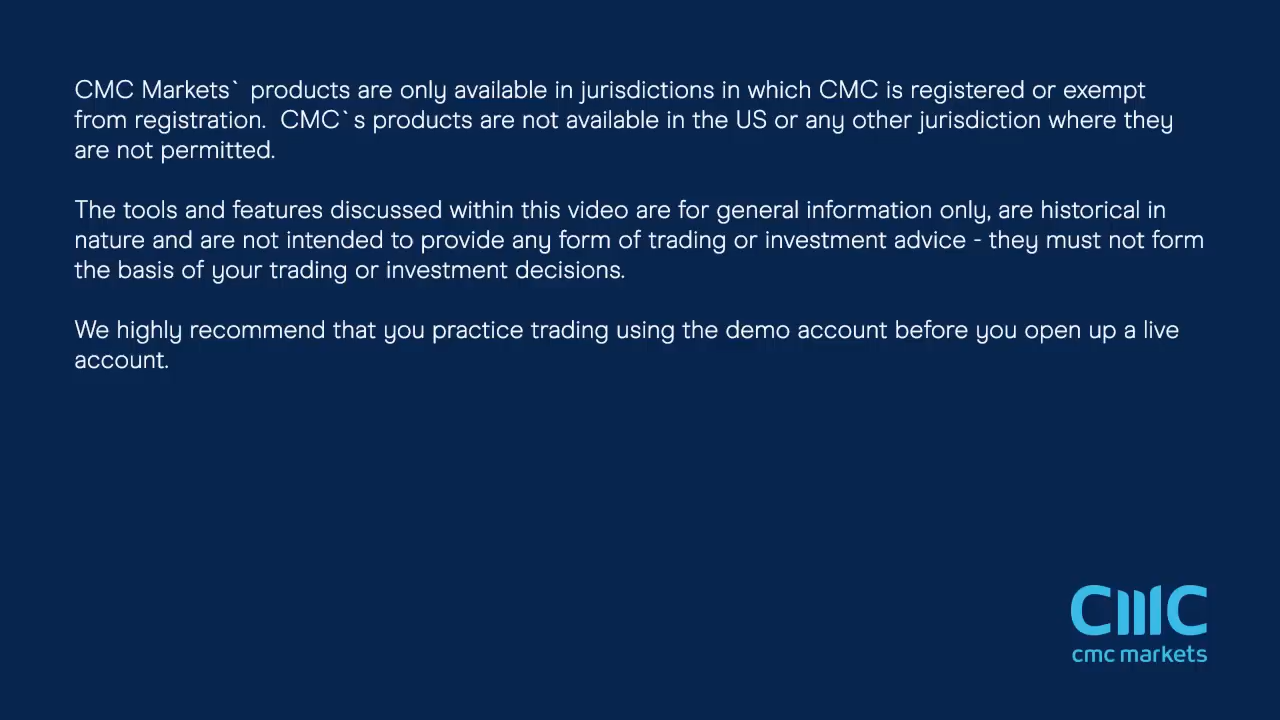 CMC Markets` products are only available in jurisdictions in which CMC is registered or exempt
from registration.  CMC`s products are not available in the US or any other jurisdiction where they
are not permitted.
The tools and features discussed within this video are for general information only, are historical in
nature and are not intended to provide any form of trading or investment advice - they must not form
the basis of your trading or investment decisions.
We highly recommend that you practice trading using the demo account before you open up a live
account.
CMC
cmc markets